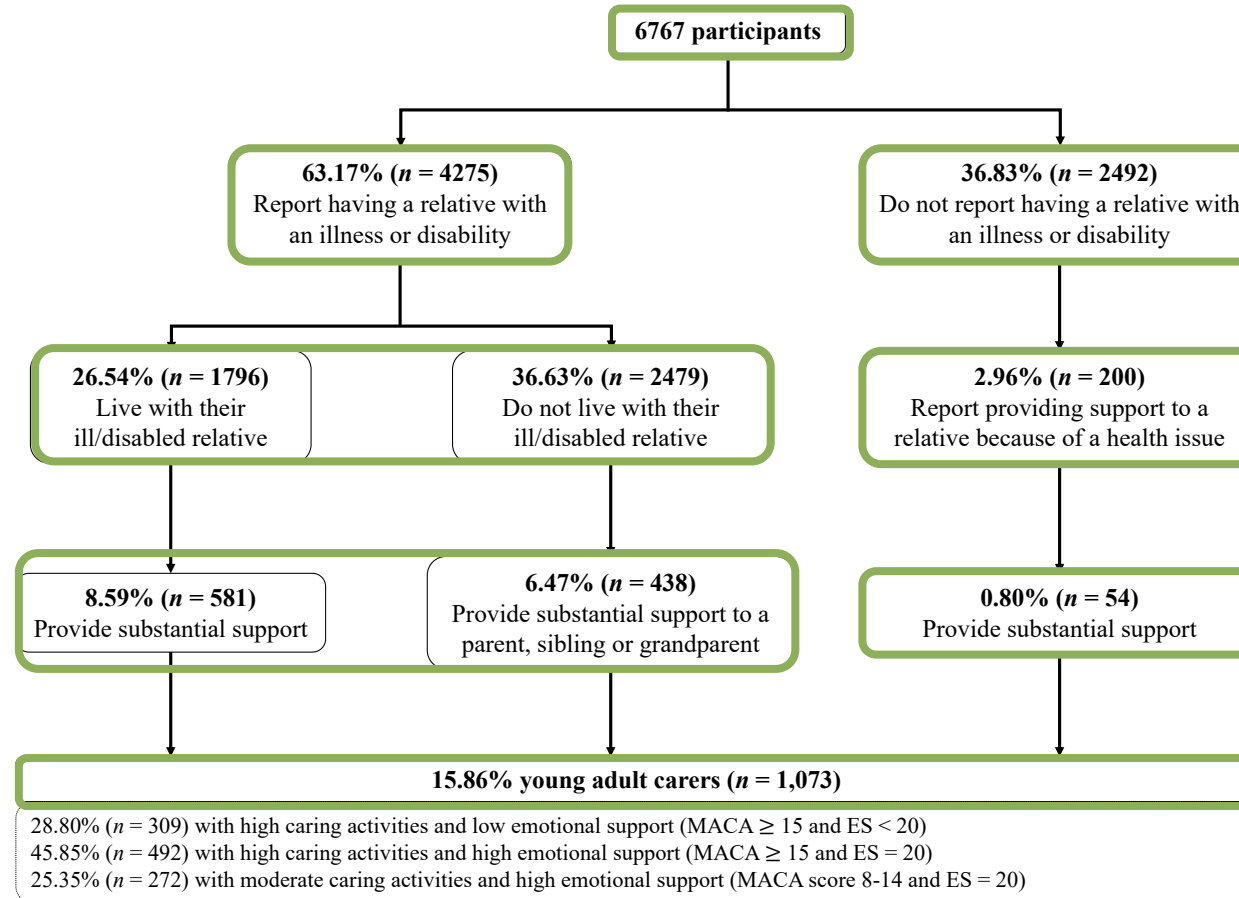 6767 participants
63.17% (n = 4275)
Report having a relative with
an illness or disability
36.83% (n = 2492)
Do not report having a relative with
an illness or disability
26.54% (n = 1796)
Live with their
ill/disabled relative
36.63% (n = 2479)
Do not live with their
ill/disabled relative
2.96% (n = 200)
Report providing support to a
relative because of a health issue
8.59% (n = 581)
Provide substantial support
6.47% (n = 438)
Provide substantial support to a
parent, sibling or grandparent
0.80% (n = 54)
Provide substantial support
15.86% young adult carers (n = 1,073)
28.80% (n = 309) with high caring activities and low emotional support (MACA ≥ 15 and ES < 20)
45.85% (n = 492) with high caring activities and high emotional support (MACA ≥ 15 and ES = 20)
25.35% (n = 272) with moderate caring activities and high emotional support (MACA score 8-14 and ES = 20)